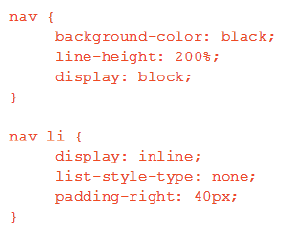 nav {
    background-color: black;
    line-height: 200%;
    display: block;
}

nav li {
    display: inline;
    list-style-type: none;
    padding-right: 40px;
}